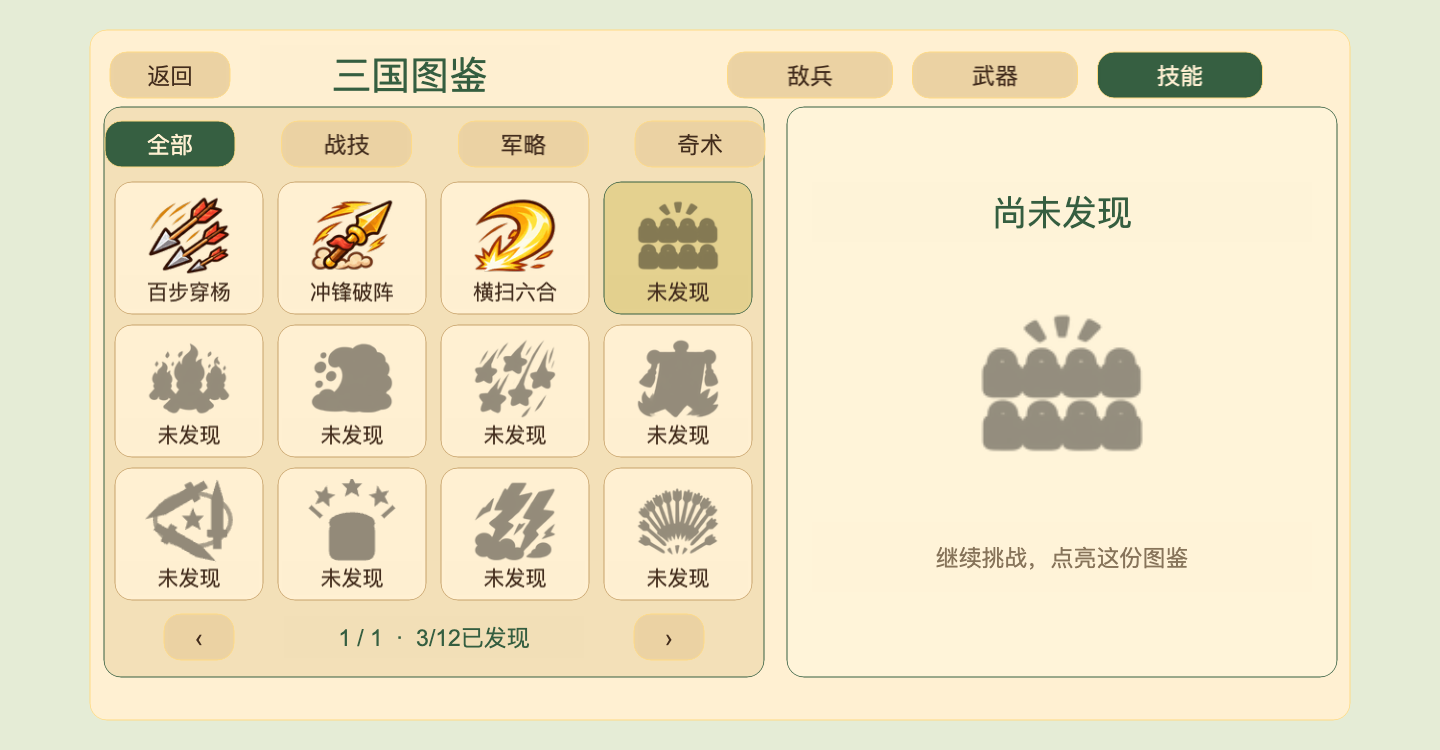 返回
三国图鉴
敌兵
武器
技能
全部
战技
军略
奇术
百步穿杨
冲锋破阵
横扫六合
未发现
未发现
未发现
未发现
未发现
未发现
未发现
未发现
未发现
‹
1 / 1 · 3/12已发现
›
尚未发现
继续挑战，点亮这份图鉴